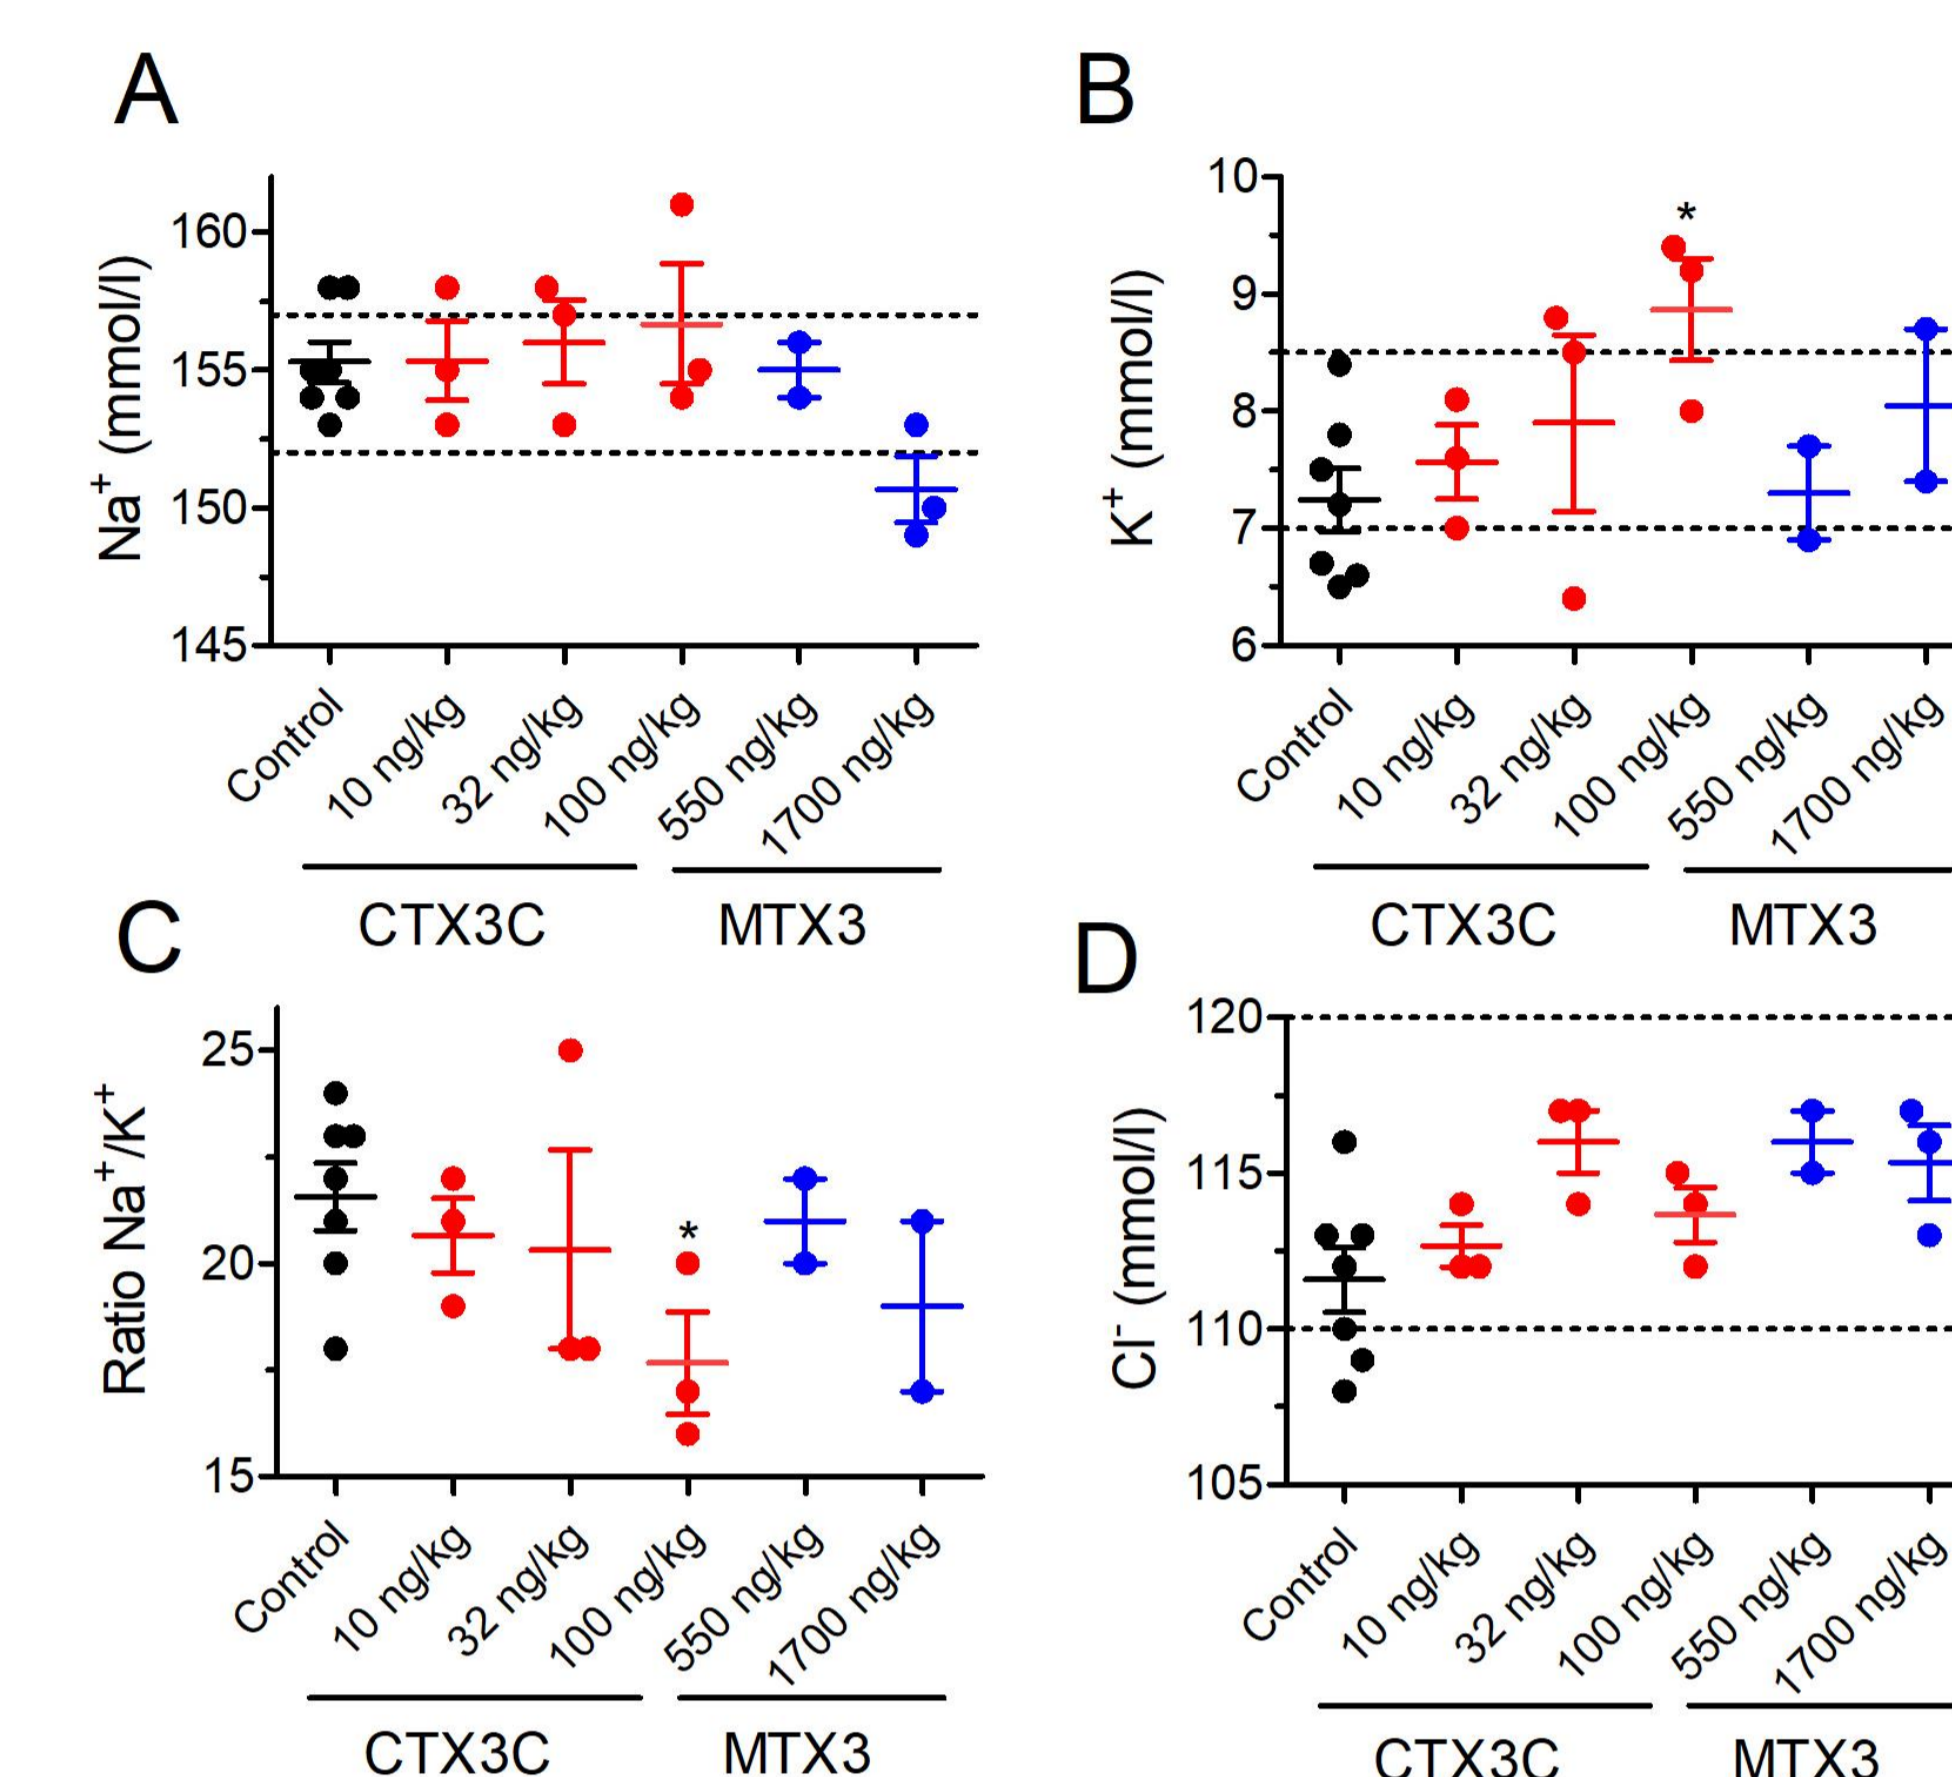 A
Na+ (mmol/l)
160
155
150
145
Control
10 ng/kg
32 ng/kg
100 ng/kg
550 ng/kg
1700 ng/kg
CTX3C
MTX3
B
K+ (mmol/l)
10
9
8
7
6
*
Control
10 ng/kg
32 ng/kg
100 ng/kg
550 ng/kg
1700 ng/kg
CTX3C
MTX3
C
Ratio Na+/K+
25
20
15
*
Control
10 ng/kg
32 ng/kg
100 ng/kg
550 ng/kg
1700 ng/kg
CTX3C
MTX3
D
Cl- (mmol/l)
120
115
110
105
Control
10 ng/kg
32 ng/kg
100 ng/kg
550 ng/kg
1700 ng/kg
CTX3C
MTX3